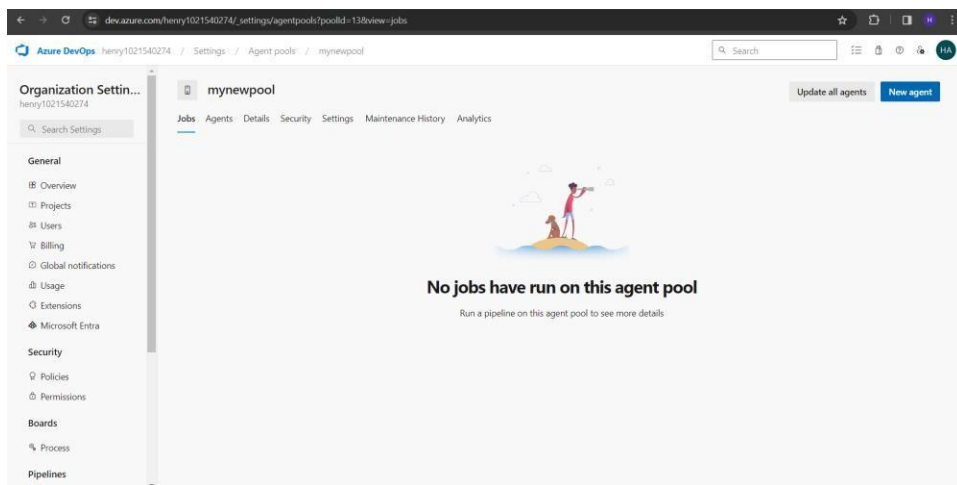 dev.azure.com/henry1021540274/_settings/agentpools?poolId=13&view=jobs
H
Azure DevOps henry1021540274 / Settings / Agent pools / mynewpool
Search
HA
Organization Settin...
henry1021540274
Search Settings
General
Overview
Projects
Users
Billing
Global notifications
Usage
Extensions
Microsoft Entra
Security
Policies
Permissions
Boards
Process
Pipelines
mynewpool
Update all agents
New agent
Jobs Agents Details Security Settings Maintenance History Analytics
No jobs have run on this agent pool
Run a pipeline on this agent pool to see more details